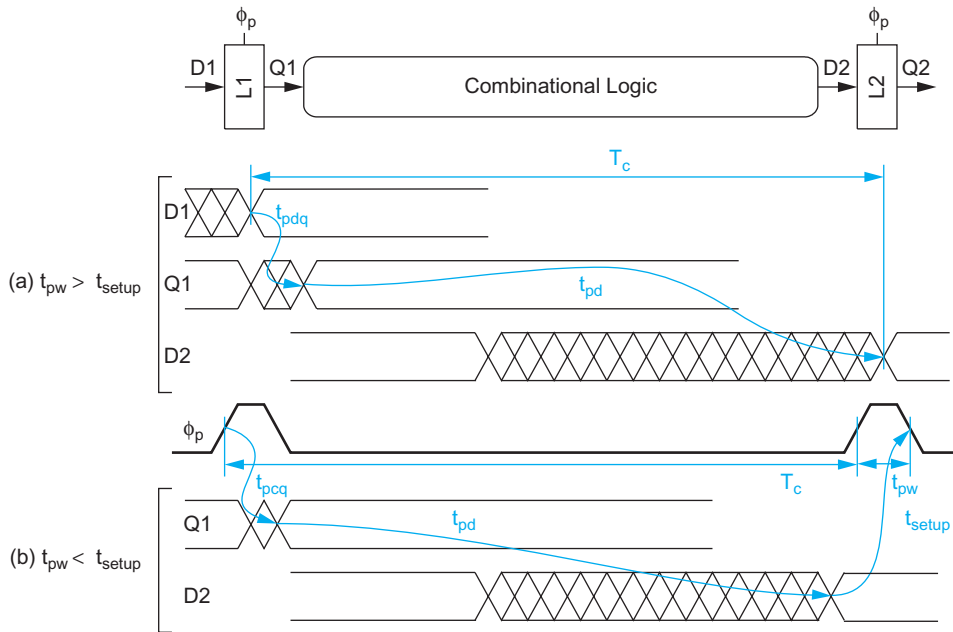 ϕp ϕp
D1 L1 Q1 Combinational Logic D2 L2 Q2
Tc
D1 tpdq
(a) tpw > tsetup Q1 tpd
D2
ϕp
Tc tpw
tpcq
Q1 tpd tsetup
(b) tpw < tsetup
D2